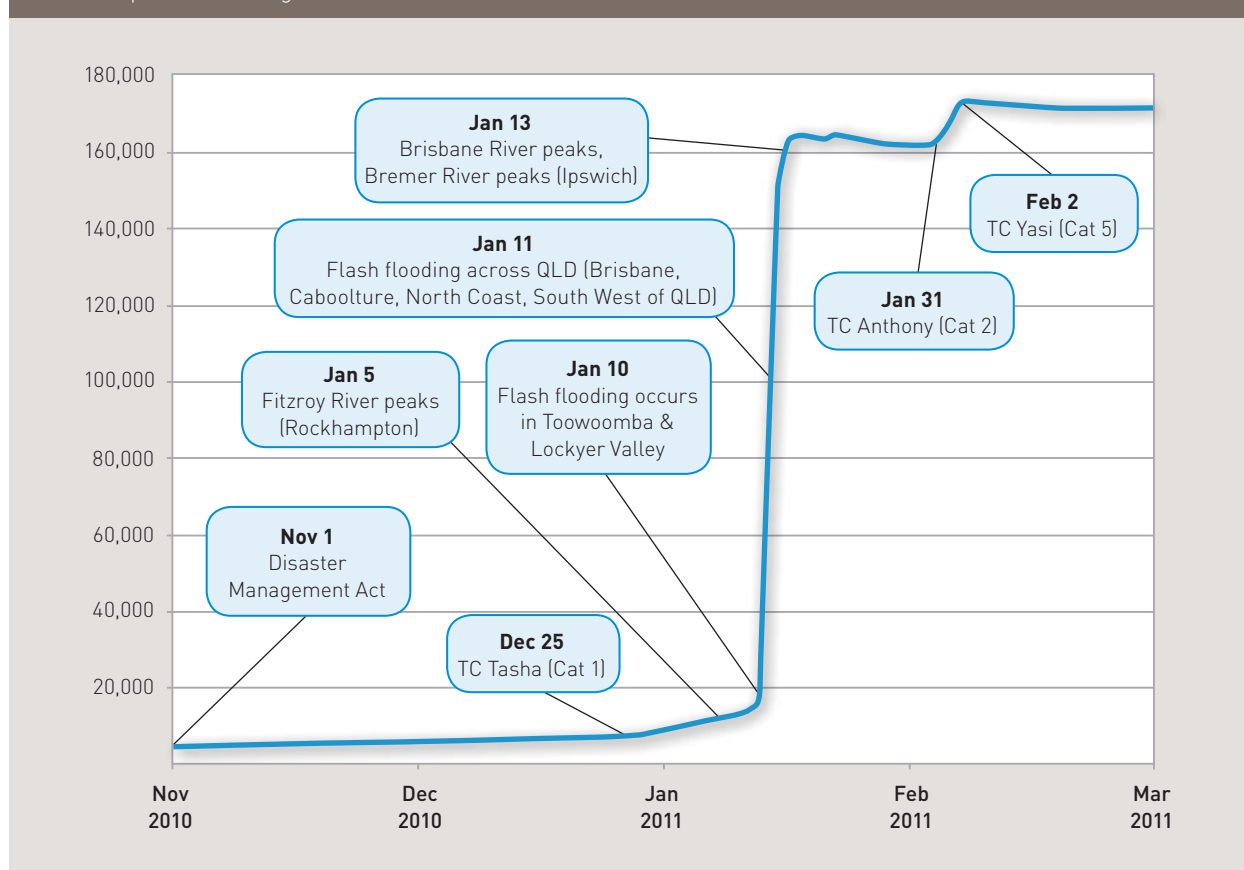 180,000
160,000
140,000
120,000
100,000
80,000
60,000
40,000
20,000
Jan 13
Brisbane River peaks,
Bremer River peaks (Ipswich)
Jan 11
Flash flooding across QLD (Brisbane,
Caboolture, North Coast, South West of QLD)
Jan 5
Fitzroy River peaks
(Rockhampton)
Jan 10
Flash flooding occurs
in Toowoomba &
Lockyer Valley
Nov 1
Disaster
Management Act
Dec 25
TC Tasha (Cat 1)
Feb 2
TC Yasi (Cat 5)
Jan 31
TC Anthony (Cat 2)
Nov
2010
Dec
2010
Jan
2011
Feb
2011
Mar
2011